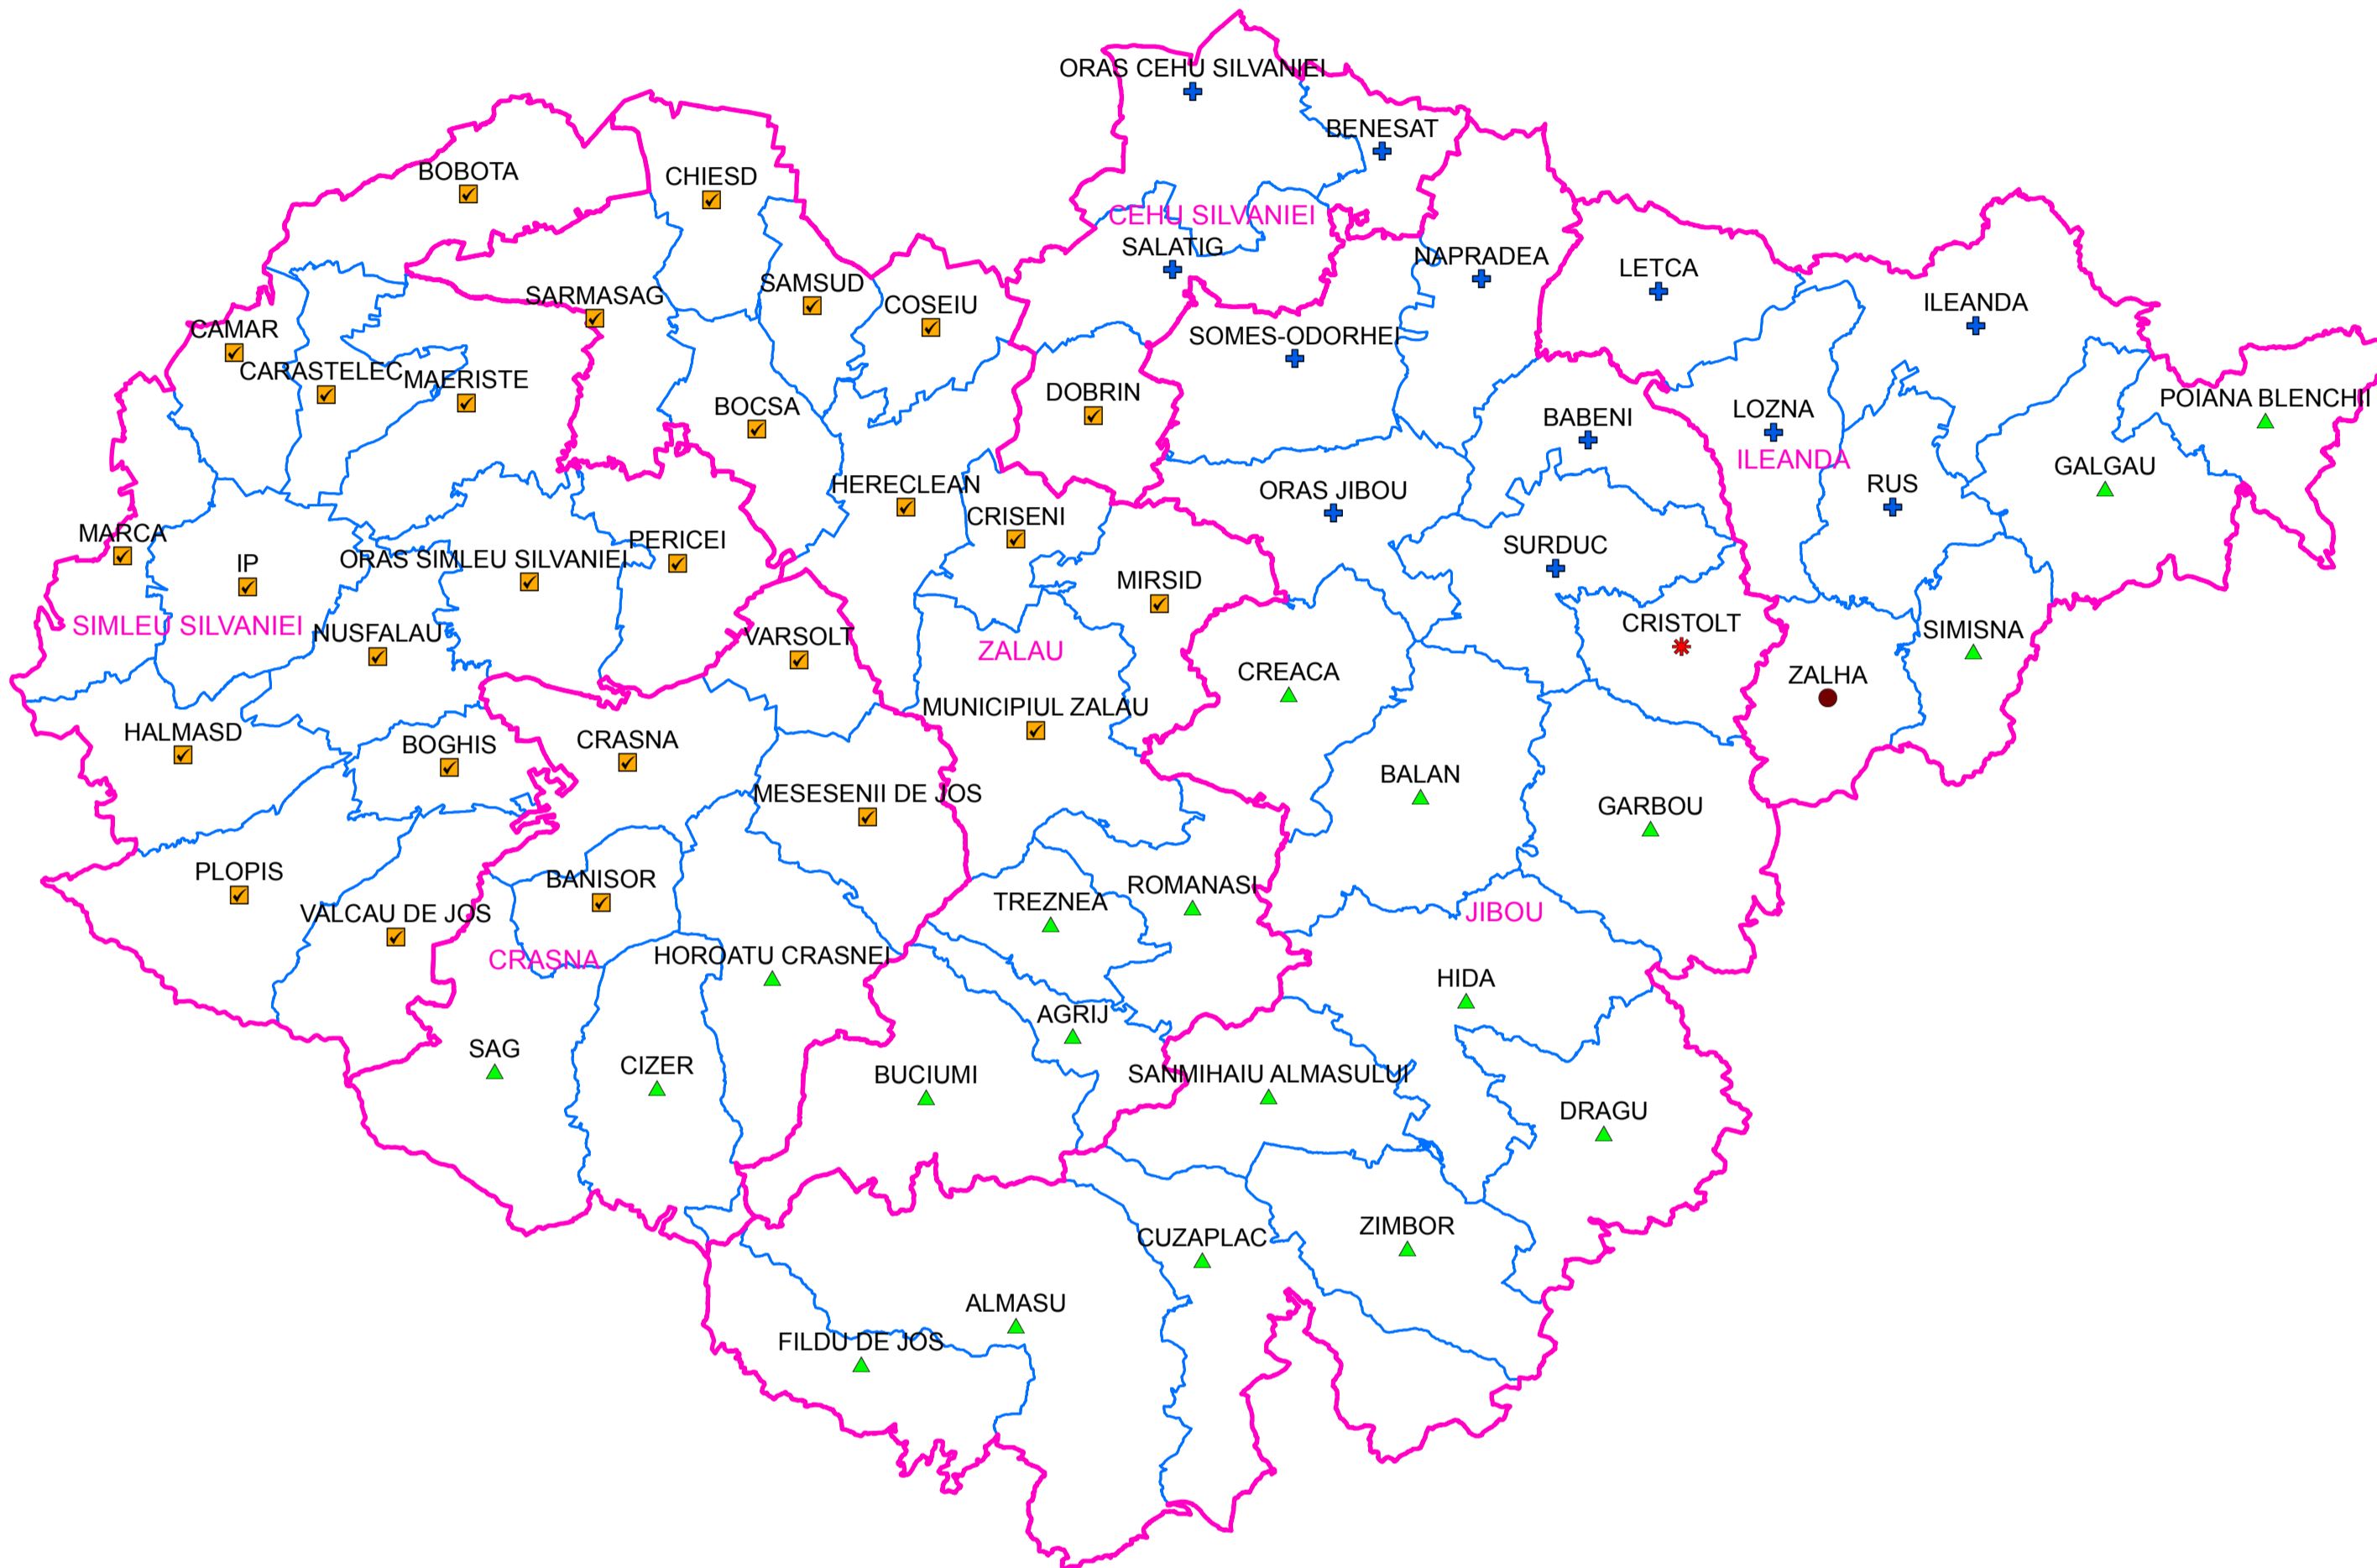 ORAS CEHU SILVANIEI
BENESAT
BOBOTA
CHIESD
CEHU SILVANIEI
SALATIG
NAPRADEA
LETCA
SAMSUD
SARMASAG
COSEIU
ILEANDA
CAMAR
SOMES-ODORHEI
CARASTELEC
MAERISTE
DOBRIN
POIANA BLENCHII
BOCSA
BABENI
LOZNA
ILEANDA
GALGAU
HERECLEAN
ORAS JIBOU
RUS
CRISENI
MARCA
PERICEI
SURDUC
IP
ORAS SIMLEU SILVANIEI
MIRSID
SIMLEU SILVANIEI
NUSFALAU
VARSOLT
ZALAU
CRISTOLT
SIMISNA
CREACA
ZALHA
MUNICIPIUL ZALAU
HALMASD
BOGHIS
CRASNA
BALAN
MESESENII DE JOS
GARBOU
PLOPIS
BANISOR
ROMANASI
TREZNEA
VALCAU DE JOS
JIBOU
CRASNA
HOROATU CRASNEI
HIDA
AGRIJ
SAG
CIZER
BUCIUMI
SANMIHAIU ALMASULUI
DRAGU
ZIMBOR
CUZAPLAC
ALMASU
FILDU DE JOS